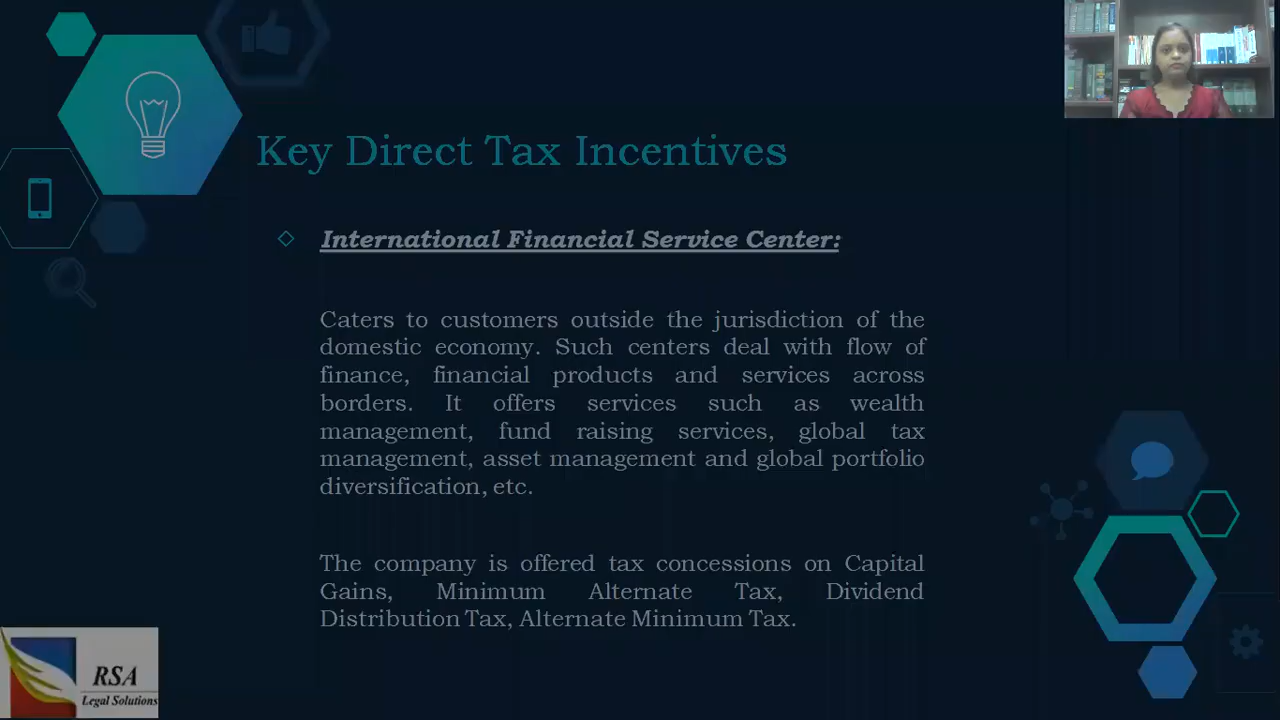 Key Direct Tax Incentives
International Financial Service Center:
Caters to customers outside the jurisdiction of the
domestic economy. Such centers deal with flow of
finance, financial products and services across
borders. It offers services such as wealth
management, fund raising services, global tax
management, asset management and global portfolio
diversification, etc.
The company is offered tax concessions on Capital
Gains, Minimum Alternate Tax, Dividend
Distribution Tax, Alternate Minimum Tax.
RSA
Legal Solutions